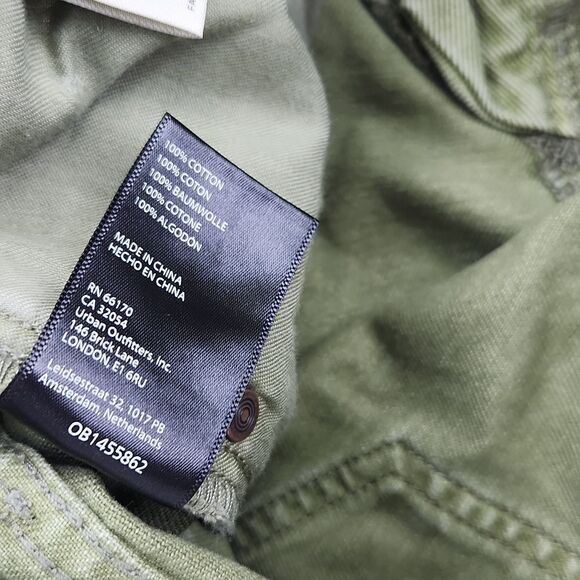 100% COTTON
100% COTON
100% BAUMWOLLE
100% COTONE
100% ALGODÓN
MADE IN CHINA
HECHO EN CHINA
RN 66170
CA 32054
Urban Outfitters, Inc.
146 Brick Lane
LONDON, E1 6RU
Leidsestraat 32, 1017 PB
Amsterdam, Netherlands
OB1455862